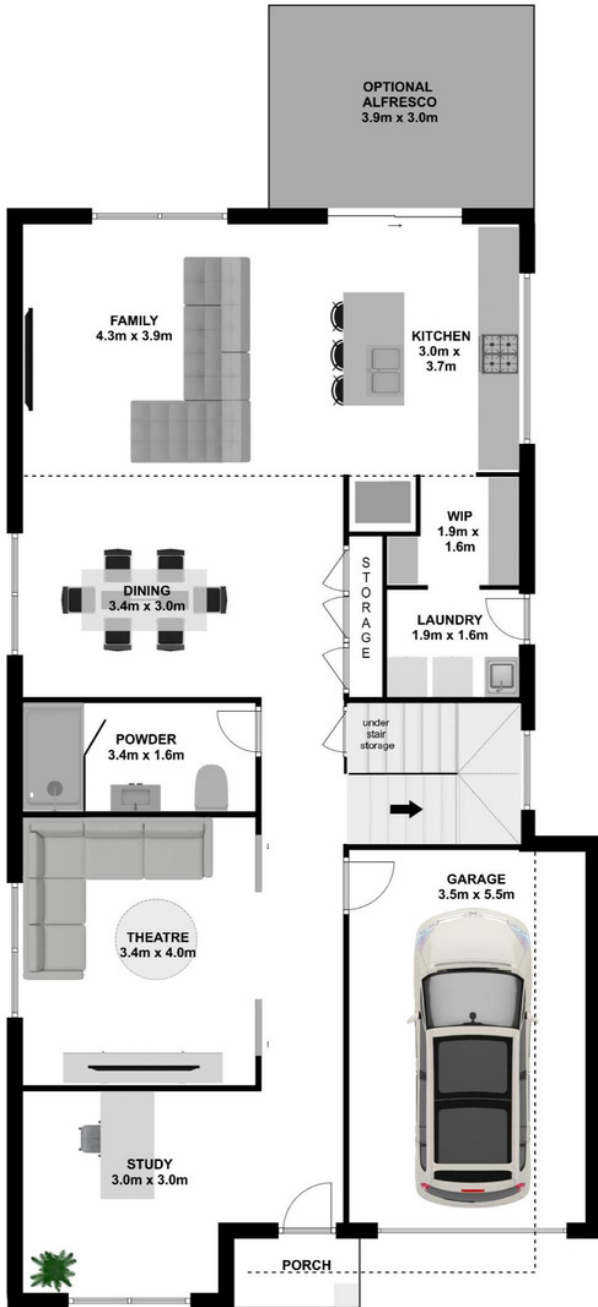 OPTIONAL
ALFRESCO
3.9m x 3.0m
FAMILY
4.3m x 3.9m
KITCHEN
3.0m x
3.7m
WIP
1.9m x
1.6m
STORAGE
DINING
3.4m x 3.0m
LAUNDRY
1.9m x 1.6m
POWDER
3.4m x 1.6m
under
stair
storage
GARAGE
3.5m x 5.5m
THEATRE
3.4m x 4.0m
STUDY
3.0m x 3.0m
PORCH